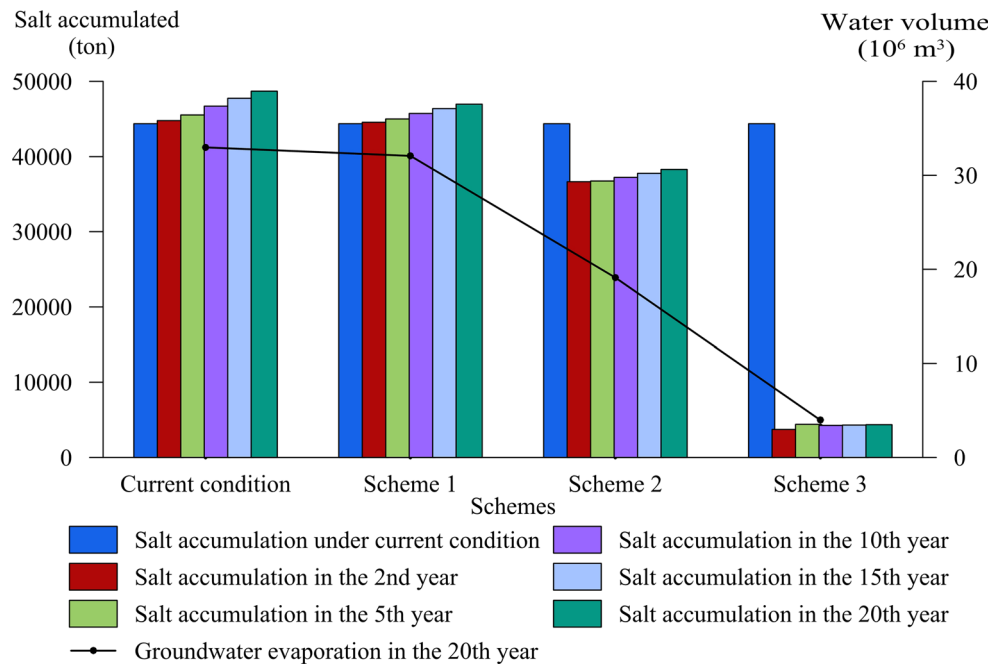 Salt accumulated
(ton)
Water volume
(10⁶ m³)
50000
40000
30000
20000
10000
0
40
30
20
10
0
Current condition
Scheme 1
Scheme 2
Scheme 3
Schemes
Salt accumulation under current condition
Salt accumulation in the 2nd year
Salt accumulation in the 5th year
Salt accumulation in the 10th year
Salt accumulation in the 15th year
Salt accumulation in the 20th year
Groundwater evaporation in the 20th year